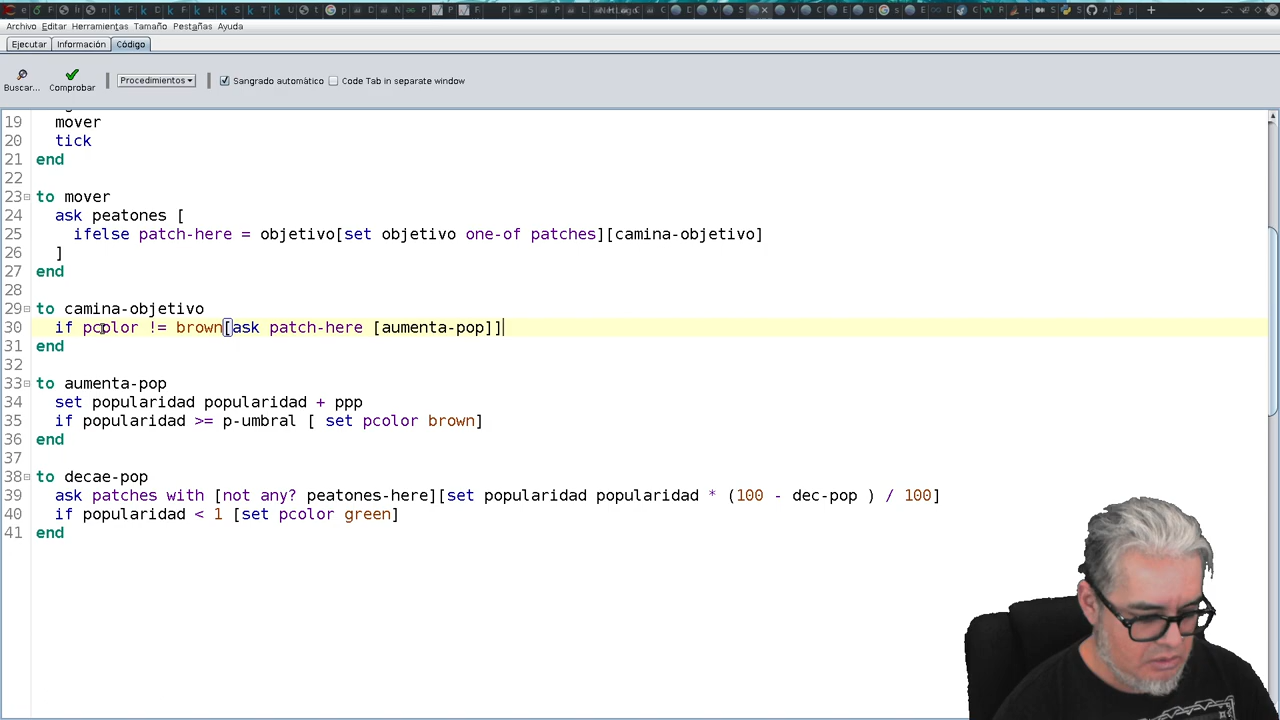 Archivo Editar Herramientas Tamaño Pestañas Ayuda
Ejecutar Información Código
Buscar... Comprobar Procedimientos Sangrado automático Code Tab in separate window
19 mover
20 tick
21 end
22
23 to mover
24 ask peatones [
25 ifelse patch-here = objetivo[set objetivo one-of patches][camina-objetivo]
26 ]
27 end
28
29 to camina-objetivo
30 if pcolor != brown[ask patch-here [aumenta-pop]]
31 end
32
33 to aumenta-pop
34 set popularidad popularidad + ppp
35 if popularidad >= p-umbral [ set pcolor brown]
36 end
37
38 to decae-pop
39 ask patches with [not any? peatones-here][set popularidad popularidad * (100 - dec-pop ) / 100]
40 if popularidad < 1 [set pcolor green]
41 end